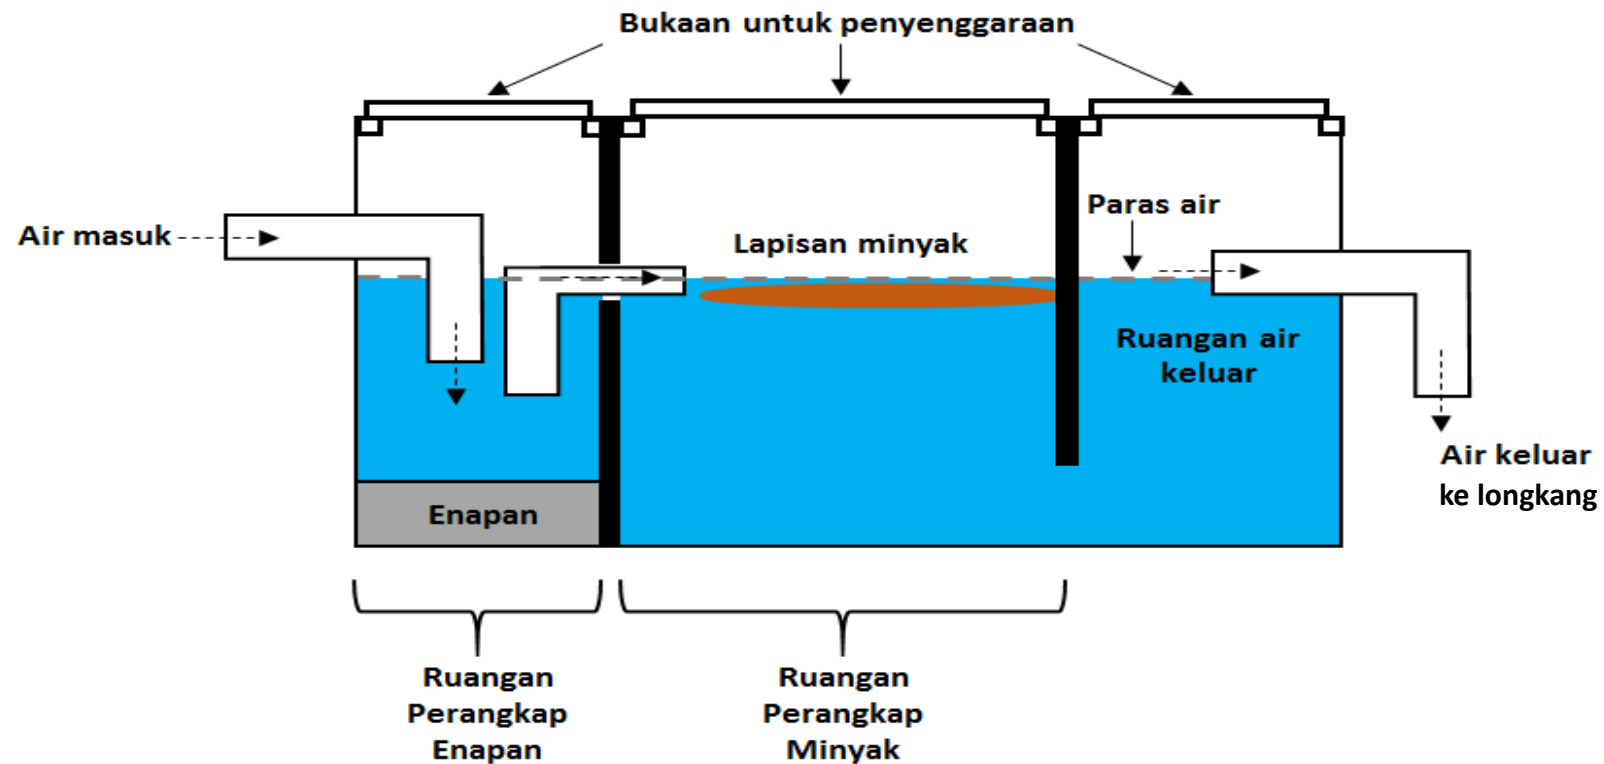 Bukaan untuk penyenggaraan
Paras air
Air masuk
Lapisan minyak
Ruangan air
keluar
Air keluar
ke longkang
Enapan
Ruangan
Perangkap
Enapan
Ruangan
Perangkap
Minyak